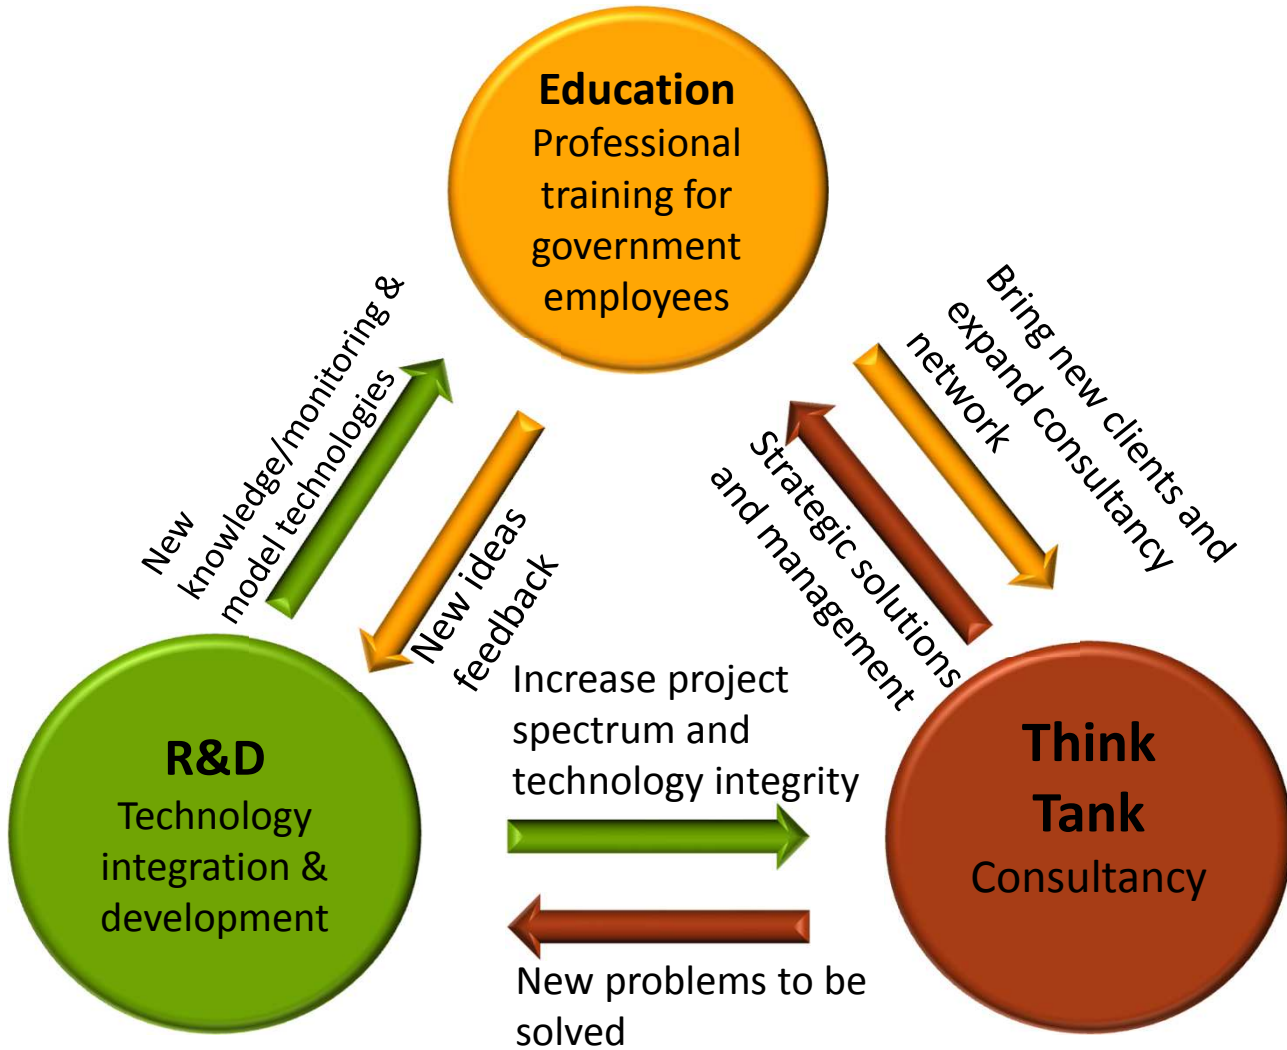 Education
Professional
training for
government
employees
New
knowledge/monitoring &
model technologies
New ideas
feedback
Bring new clients and
expand consultancy
network
Strategic solutions
and management
Increase project
spectrum and
technology integrity
R&D
Technology
integration &
development
Think
Tank
Consultancy
New problems to be
solved